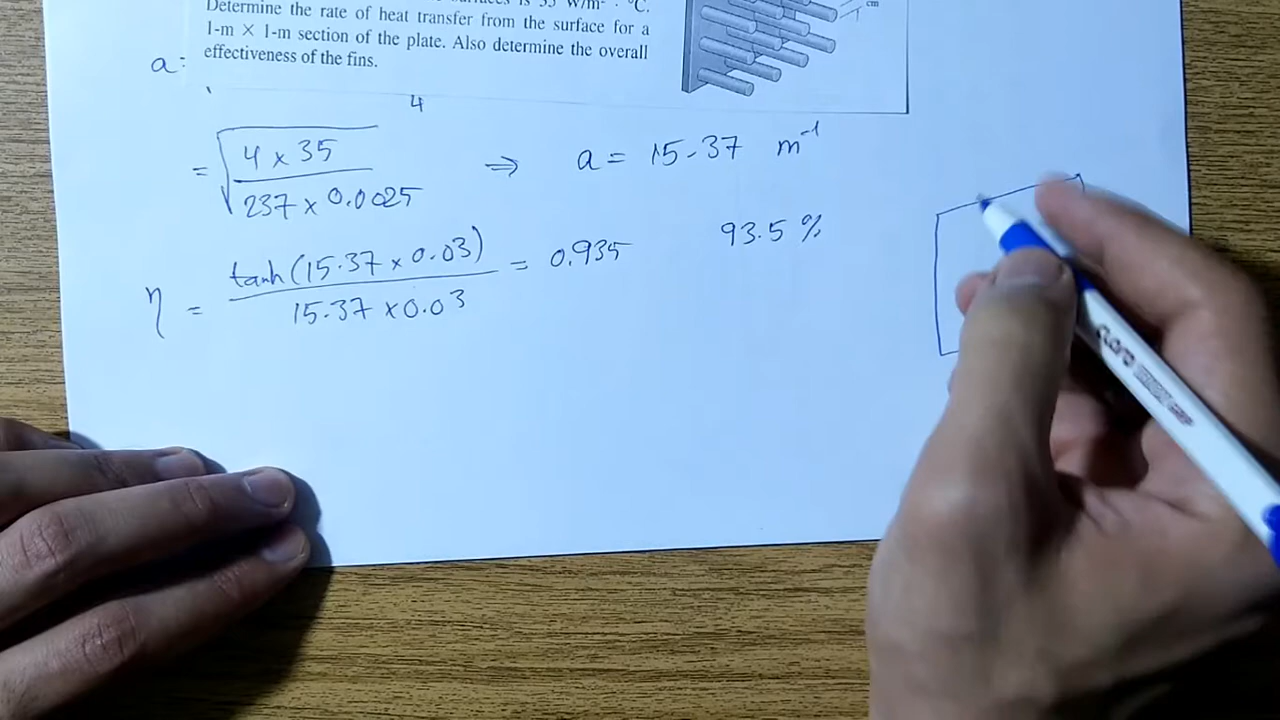 W/m² · °C.
Determine the rate of heat transfer from the surface for a
1-m × 1-m section of the plate. Also determine the overall
effectiveness of the fins.
cm
a:
4
= √(4 x 35 / 237 x 0.0025) ⇒ a = 15.37 m⁻¹
η = tanh(15.37 x 0.03) / 15.37 x 0.03 = 0.935 93.5 %